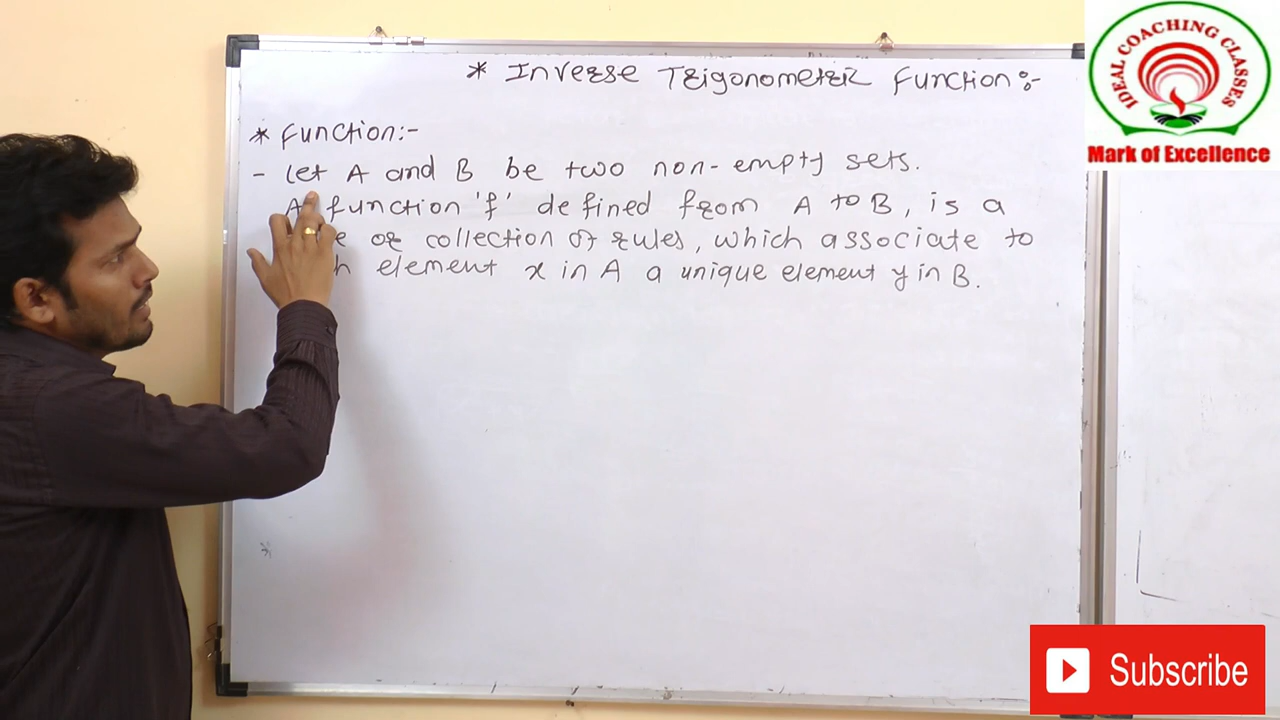 * Inverse Trigonometric Function:-
* Function:-
- Let A and B be two non-empty sets.
A function 'f' defined from A to B, is a
or collection of rules, which associate to
element x in A a unique element y in B.
IDEAL COACHING CLASSES
Mark of Excellence
Subscribe